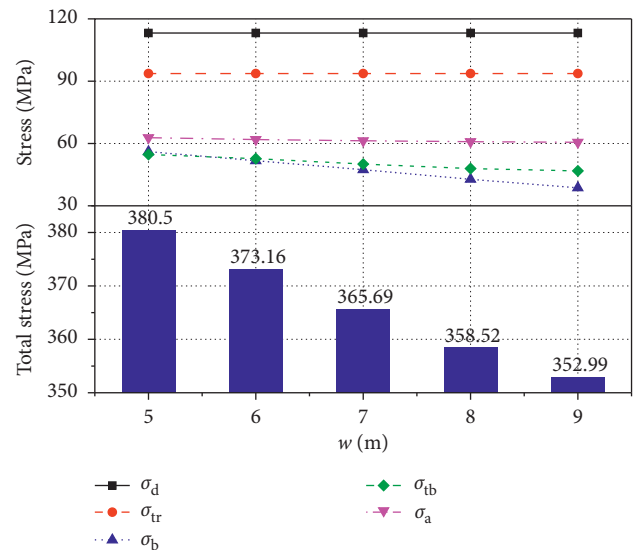 Stress (MPa)
120
90
60
30
Total stress (MPa)
380
370
360
350
380.5
373.16
365.69
358.52
352.99
5 6 7 8 9
w (m)
σd
σtr
σb
σtb
σa